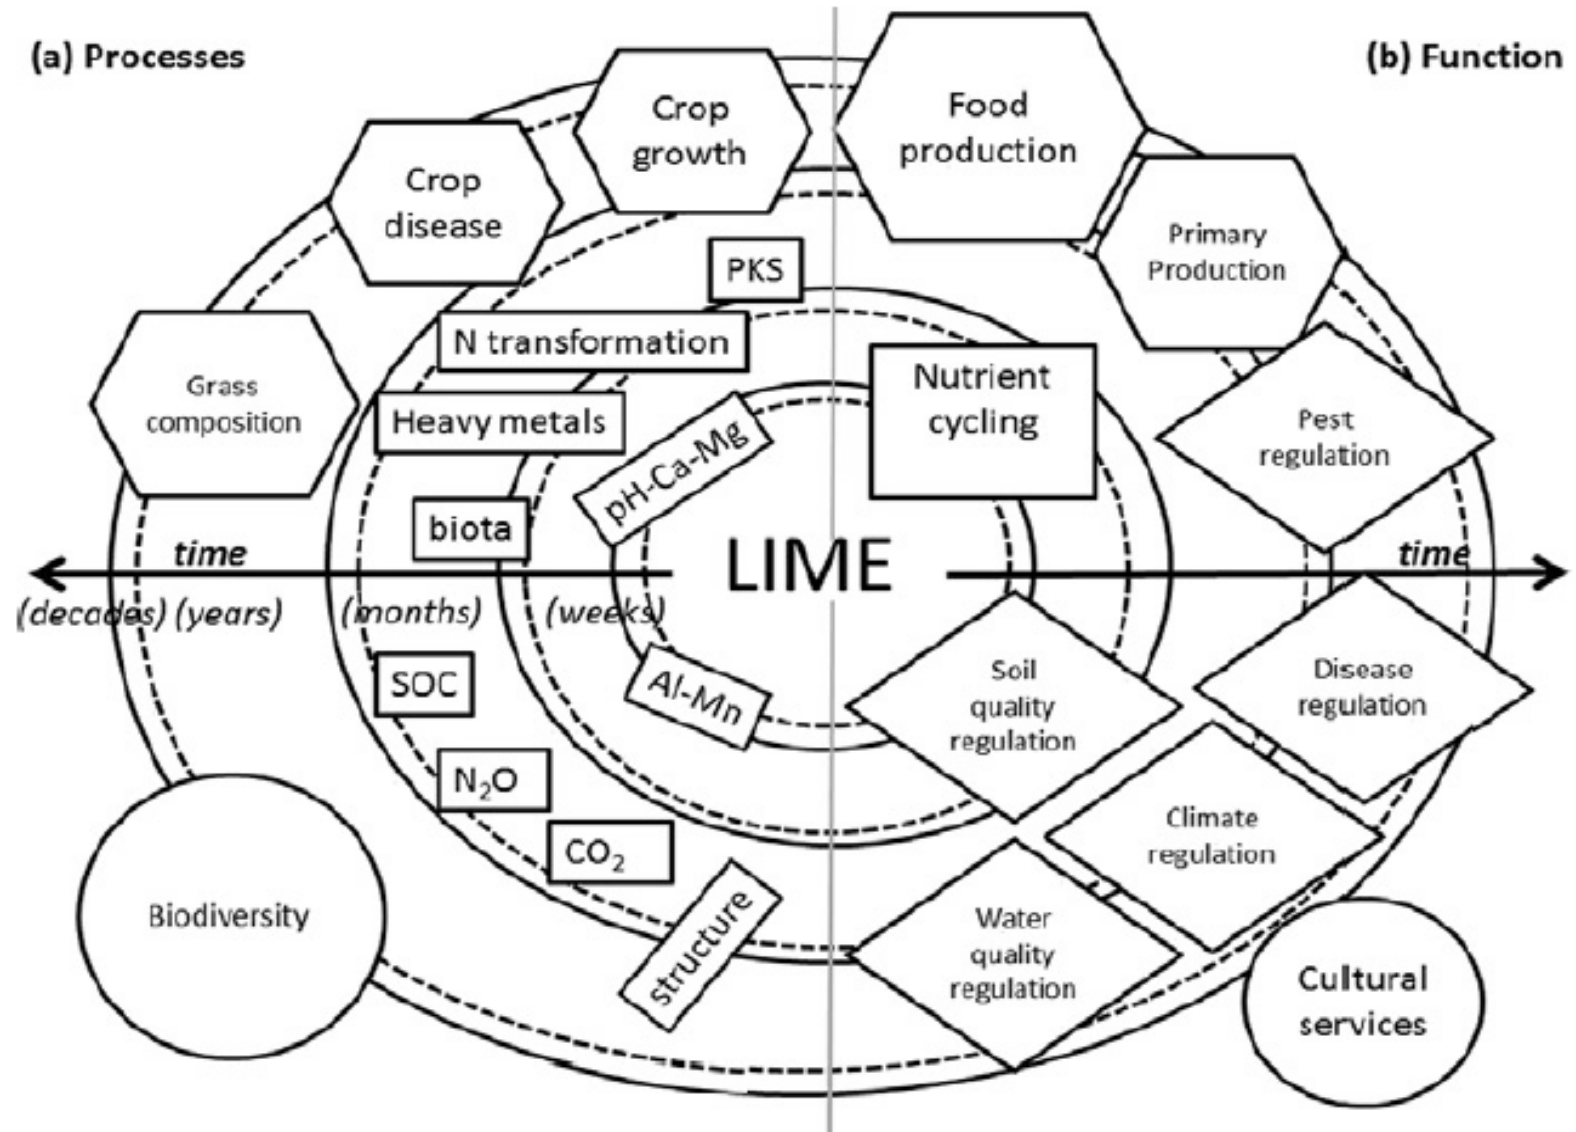 (a) Processes
(b) Function
Crop
growth
Food
production
Crop
disease
Primary
Production
PKS
N transformation
Grass
composition
Heavy metals
pH-Ca-Mg
Nutrient
cycling
Pest
regulation
biota
LIME
time
time
(decades) (years)
(months)
(weeks)
SOC
Al-Mn
Soil
quality
regulation
Disease
regulation
N₂O
CO₂
Climate
regulation
structure
Biodiversity
Water
quality
regulation
Cultural
services